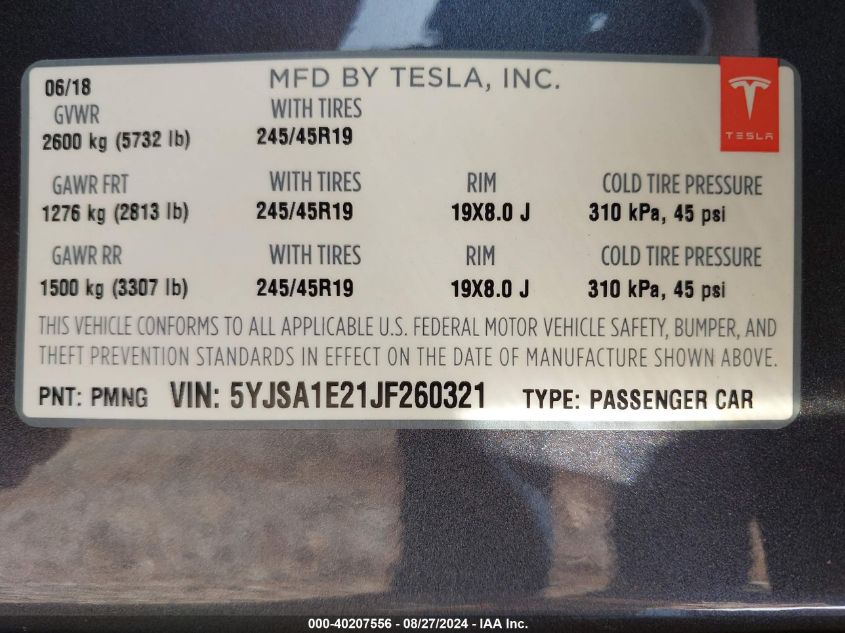 06/18 MFD BY TESLA, INC.
GVWR WITH TIRES
2600 kg (5732 lb) 245/45R19
TESLA
GAWR FRT WITH TIRES RIM COLD TIRE PRESSURE
1276 kg (2813 lb) 245/45R19 19X8.0 J 310 kPa, 45 psi
GAWR RR WITH TIRES RIM COLD TIRE PRESSURE
1500 kg (3307 lb) 245/45R19 19X8.0 J 310 kPa, 45 psi
THIS VEHICLE CONFORMS TO ALL APPLICABLE U.S. FEDERAL MOTOR VEHICLE SAFETY, BUMPER, AND
THEFT PREVENTION STANDARDS IN EFFECT ON THE DATE OF MANUFACTURE SHOWN ABOVE.
PNT: PMNG VIN: 5YJSA1E21JF260321 TYPE: PASSENGER CAR
000-40207556 - 08/27/2024 - IAA Inc.